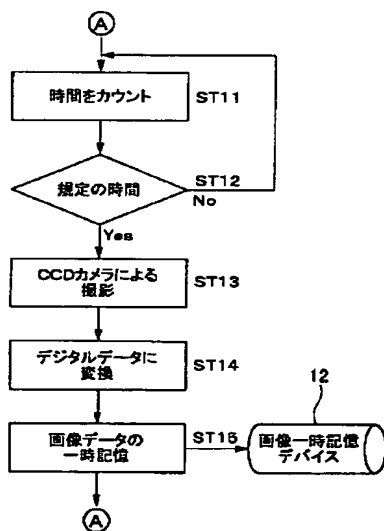 A
時間をカウント
ST11
規定の時間
ST12
No
Yes
CCDカメラによる
撮影
ST13
デジタルデータに
変換
ST14
画像データの
一時記憶
ST15
12
画像一時記憶
デバイス
A